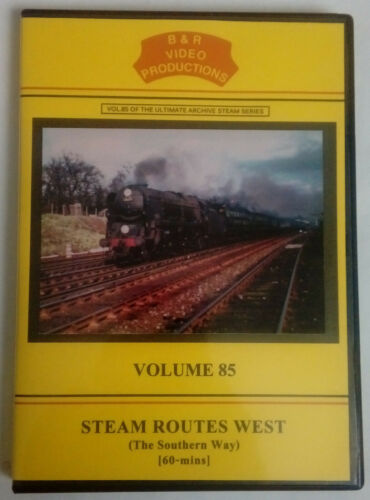 B & R
VIDEO
PRODUCTIONS
VOL.85 OF THE ULTIMATE ARCHIVE STEAM SERIES
VOLUME 85
STEAM ROUTES WEST
(The Southern Way)
[60-mins]